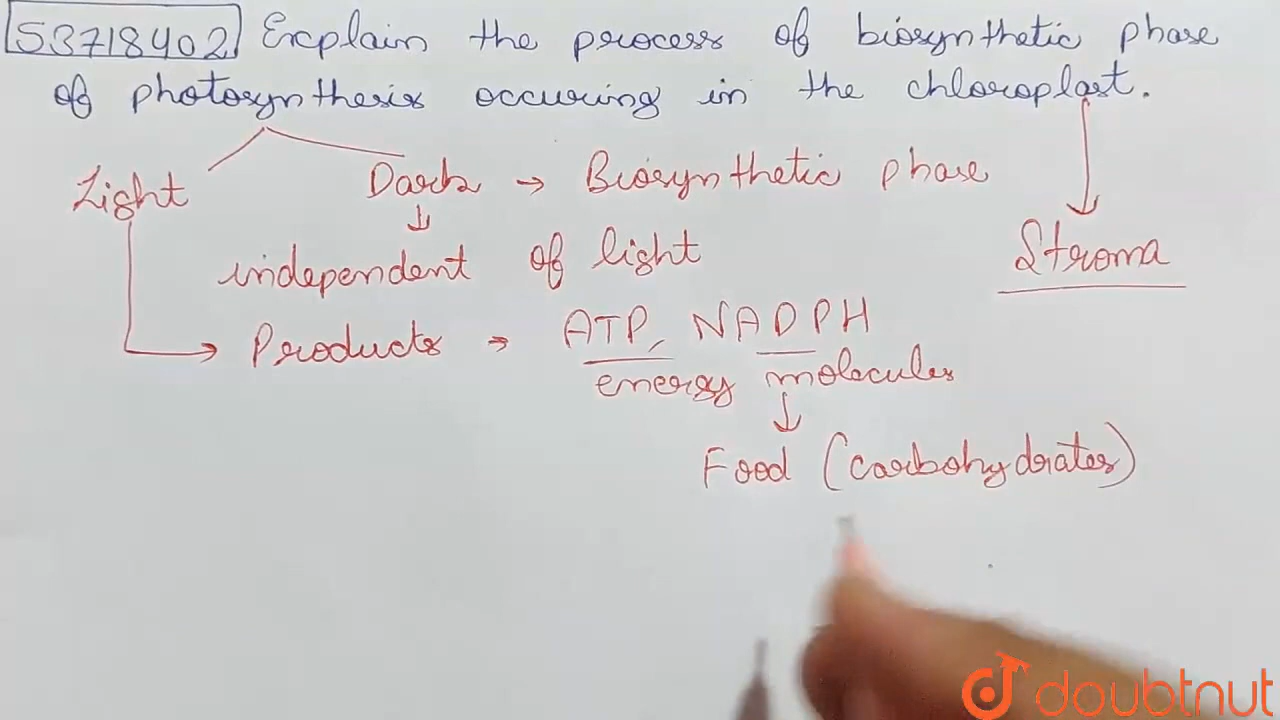 53718402 Explain the process of biosynthetic phase
of photosynthesis occuring in the chloroplast.
Light
Dark → Biosynthetic phase
Stroma
independent of light
Products → ATP, NADPH
energy molecules
Food (carbohydrates)
doubtnut